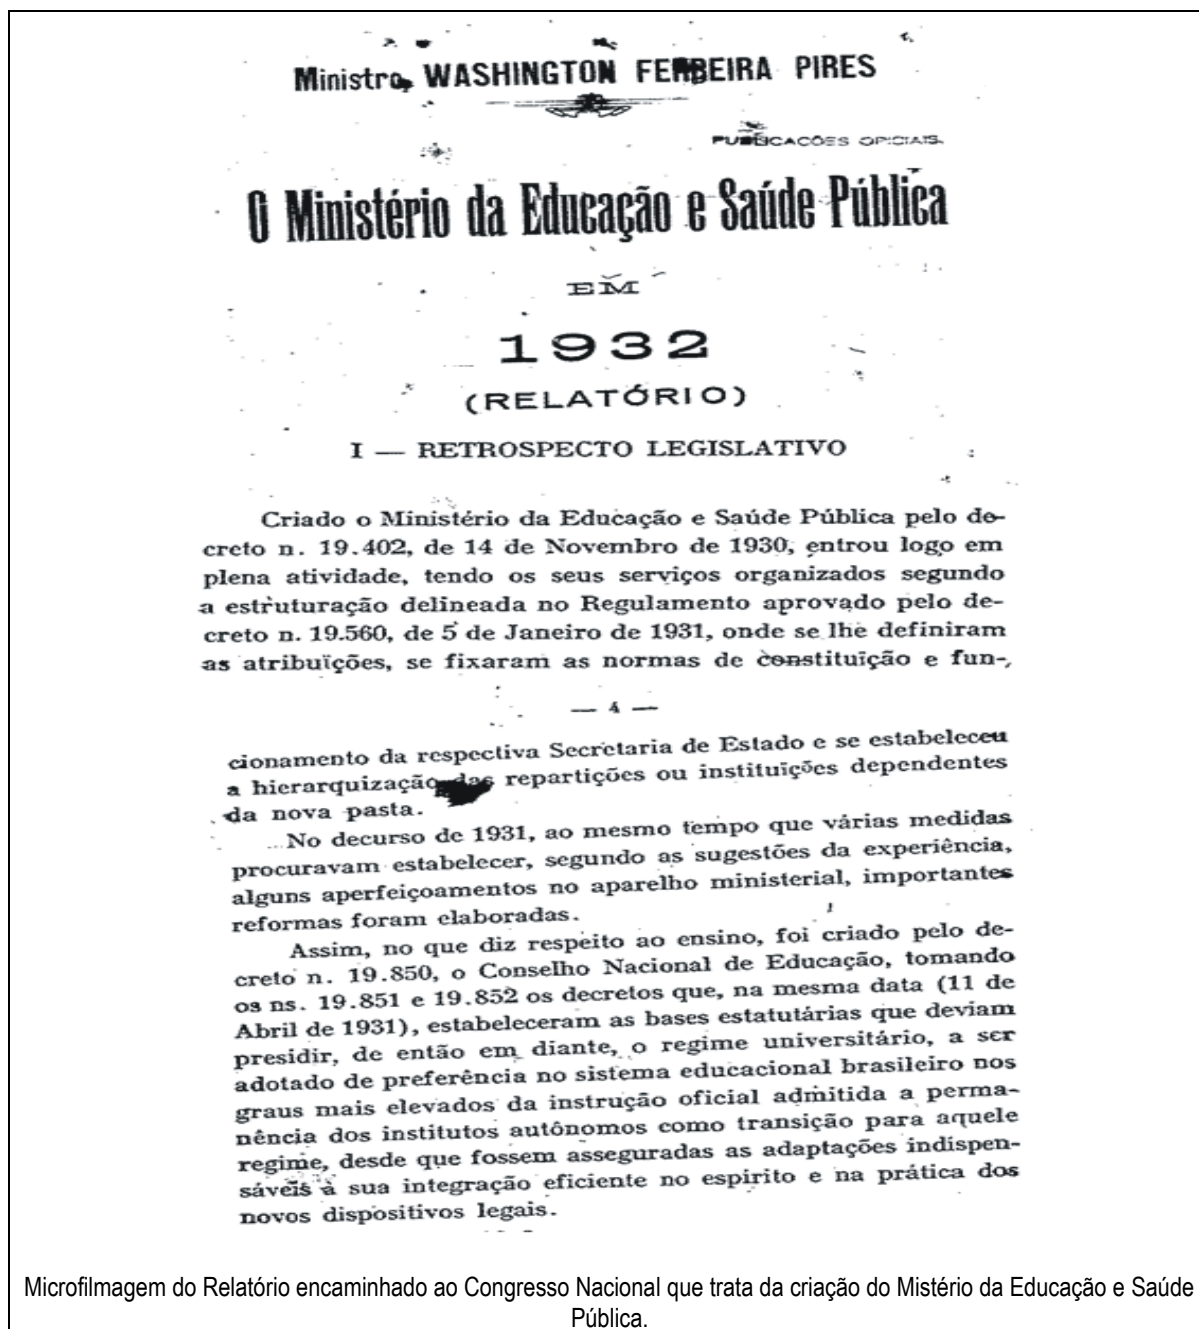 Ministro WASHINGTON FERREIRA PIRES
PUBLICAÇÕES OFICIAIS
O Ministério da Educação e Saúde Pública
EM
1932
(RELATÓRIO)
I — RETROSPECTO LEGISLATIVO
Criado o Ministério da Educação e Saúde Pública pelo de-
creto n. 19.402, de 14 de Novembro de 1930, entrou logo em
plena atividade, tendo os seus serviços organizados segundo
a estruturação delineada no Regulamento aprovado pelo de-
creto n. 19.560, de 5 de Janeiro de 1931, onde se lhe definiram
as atribuïções, se fixaram as normas de constituïção e fun-
— 4 —
cionamento da respectiva Secretaria de Estado e se estabeleceu
a hierarquização das repartições ou instituïções dependentes
da nova pasta.
No decurso de 1931, ao mesmo tempo que várias medidas
procuravam estabelecer, segundo as sugestões da experiência,
alguns aperfeiçoamentos no aparelho ministerial, importantes
reformas foram elaboradas.
Assim, no que diz respeito ao ensino, foi criado pelo de-
creto n. 19.850, o Conselho Nacional de Educação, tomando
os ns. 19.851 e 19.852 os decretos que, na mesma data (11 de
Abril de 1931), estabeleceram as bases estatutárias que deviam
presidir, de então em diante, o regime universitário, a ser
adotado de preferência no sistema educacional brasileiro nos
graus mais elevados da instrução oficial admitida a perma-
nência dos institutos autônomos como transição para aquele
regime, desde que fossem asseguradas as adaptações indispen-
sáveis à sua integração eficiente no espírito e na prática dos
novos dispositivos legais.
Microfilmagem do Relatório encaminhado ao Congresso Nacional que trata da criação do Mistério da Educação e Saúde
Pública.